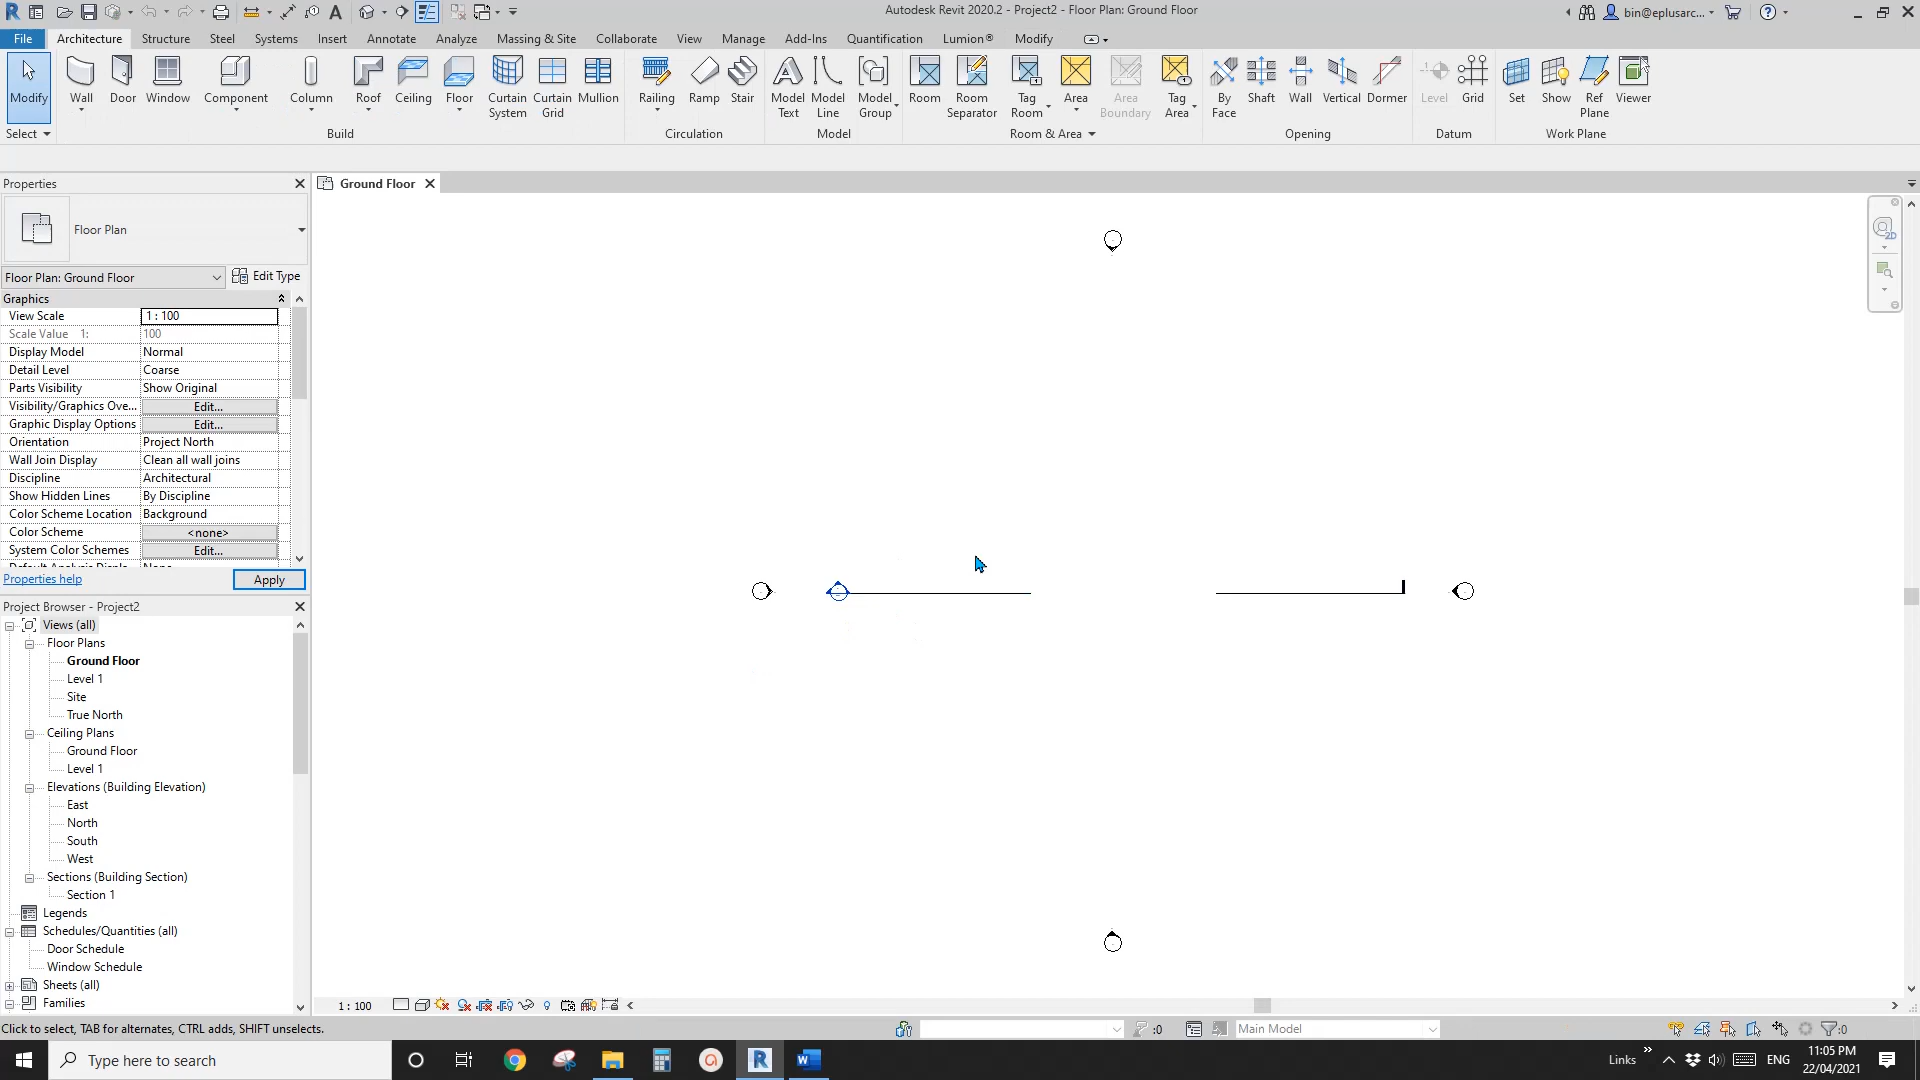 Autodesk Revit 2020.2 - Project2 - Floor Plan: Ground Floor
bin@eplusarc...
File Architecture Structure Steel Systems Insert Annotate Analyze Massing & Site Collaborate View Manage Add-Ins Quantification Lumion® Modify
Modify Wall Door Window Component Column Roof Ceiling Floor Curtain System Curtain Grid Mullion Railing Ramp Stair Model Text Model Line Model Group Room Room Separator Tag Room Area Area Boundary Tag Area By Face Shaft Wall Vertical Dormer Level Grid Set Show Ref Plane Viewer
Select Build Circulation Model Room & Area Opening Datum Work Plane
Properties
Ground Floor
Floor Plan
Floor Plan: Ground Floor Edit Type
Graphics
View Scale 1 : 100
Scale Value 1: 100
Display Model Normal
Detail Level Coarse
Parts Visibility Show Original
Visibility/Graphics Ove... Edit...
Graphic Display Options Edit...
Orientation Project North
Wall Join Display Clean all wall joins
Discipline Architectural
Show Hidden Lines By Discipline
Color Scheme Location Background
Color Scheme <none>
System Color Schemes Edit...
Properties help Apply
Project Browser - Project2
Views (all)
Floor Plans
Ground Floor
Level 1
Site
True North
Ceiling Plans
Ground Floor
Level 1
Elevations (Building Elevation)
East
North
South
West
Sections (Building Section)
Section 1
Legends
Schedules/Quantities (all)
Door Schedule
Window Schedule
Sheets (all)
Families
2D
1 : 100
Click to select, TAB for alternates, CTRL adds, SHIFT unselects.
:0 Main Model :0
Type here to search
Links ENG
11:05 PM
22/04/2021